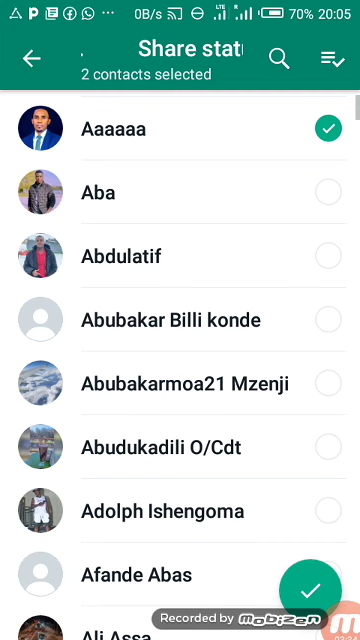 0B/s LTE R 70% 20:05
Share stat
2 contacts selected
Aaaaaa
Aba
Abdulatif
Abubakar Billi konde
Abubakarmoa21 Mzenji
Abudukadili O/Cdt
Adolph Ishengoma
Afande Abas
Ali Assa
Recorded by MOBIZEN